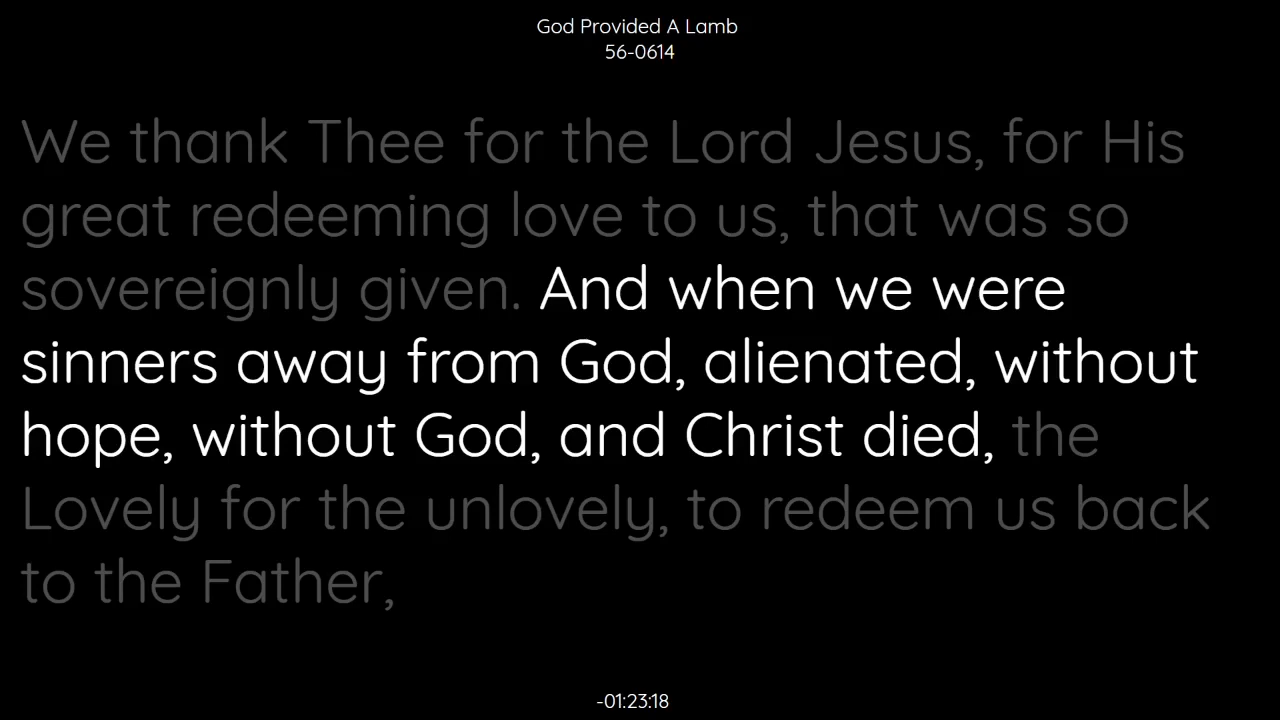 God Provided A Lamb
56-0614
We thank Thee for the Lord Jesus, for His
great redeeming love to us, that was so
sovereignly given. And when we were
sinners away from God, alienated, without
hope, without God, and Christ died, the
Lovely for the unlovely, to redeem us back
to the Father,
-01:23:18